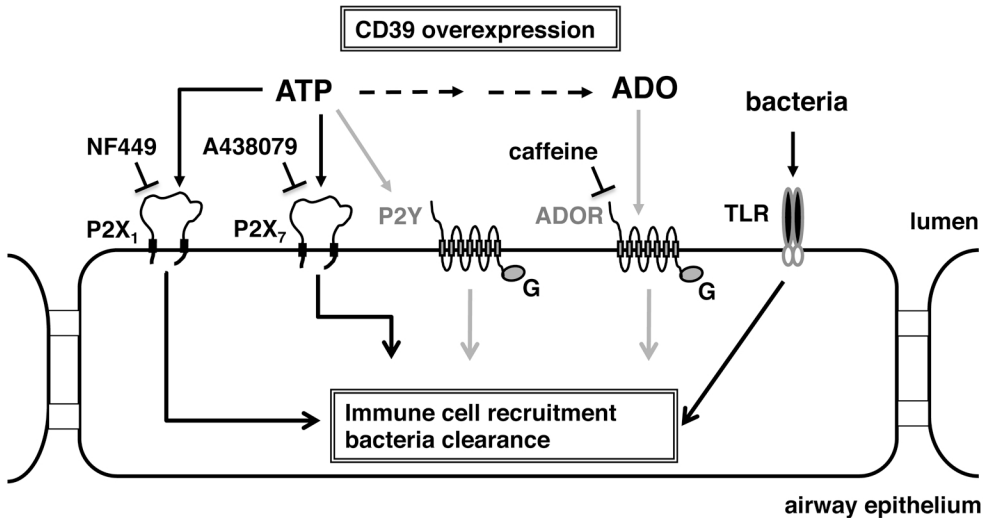 CD39 overexpression
ATP
ADO
bacteria
NF449
A438079
caffeine
P2X1
P2X7
P2Y
ADOR
TLR
lumen
G
G
Immune cell recruitment
bacteria clearance
airway epithelium